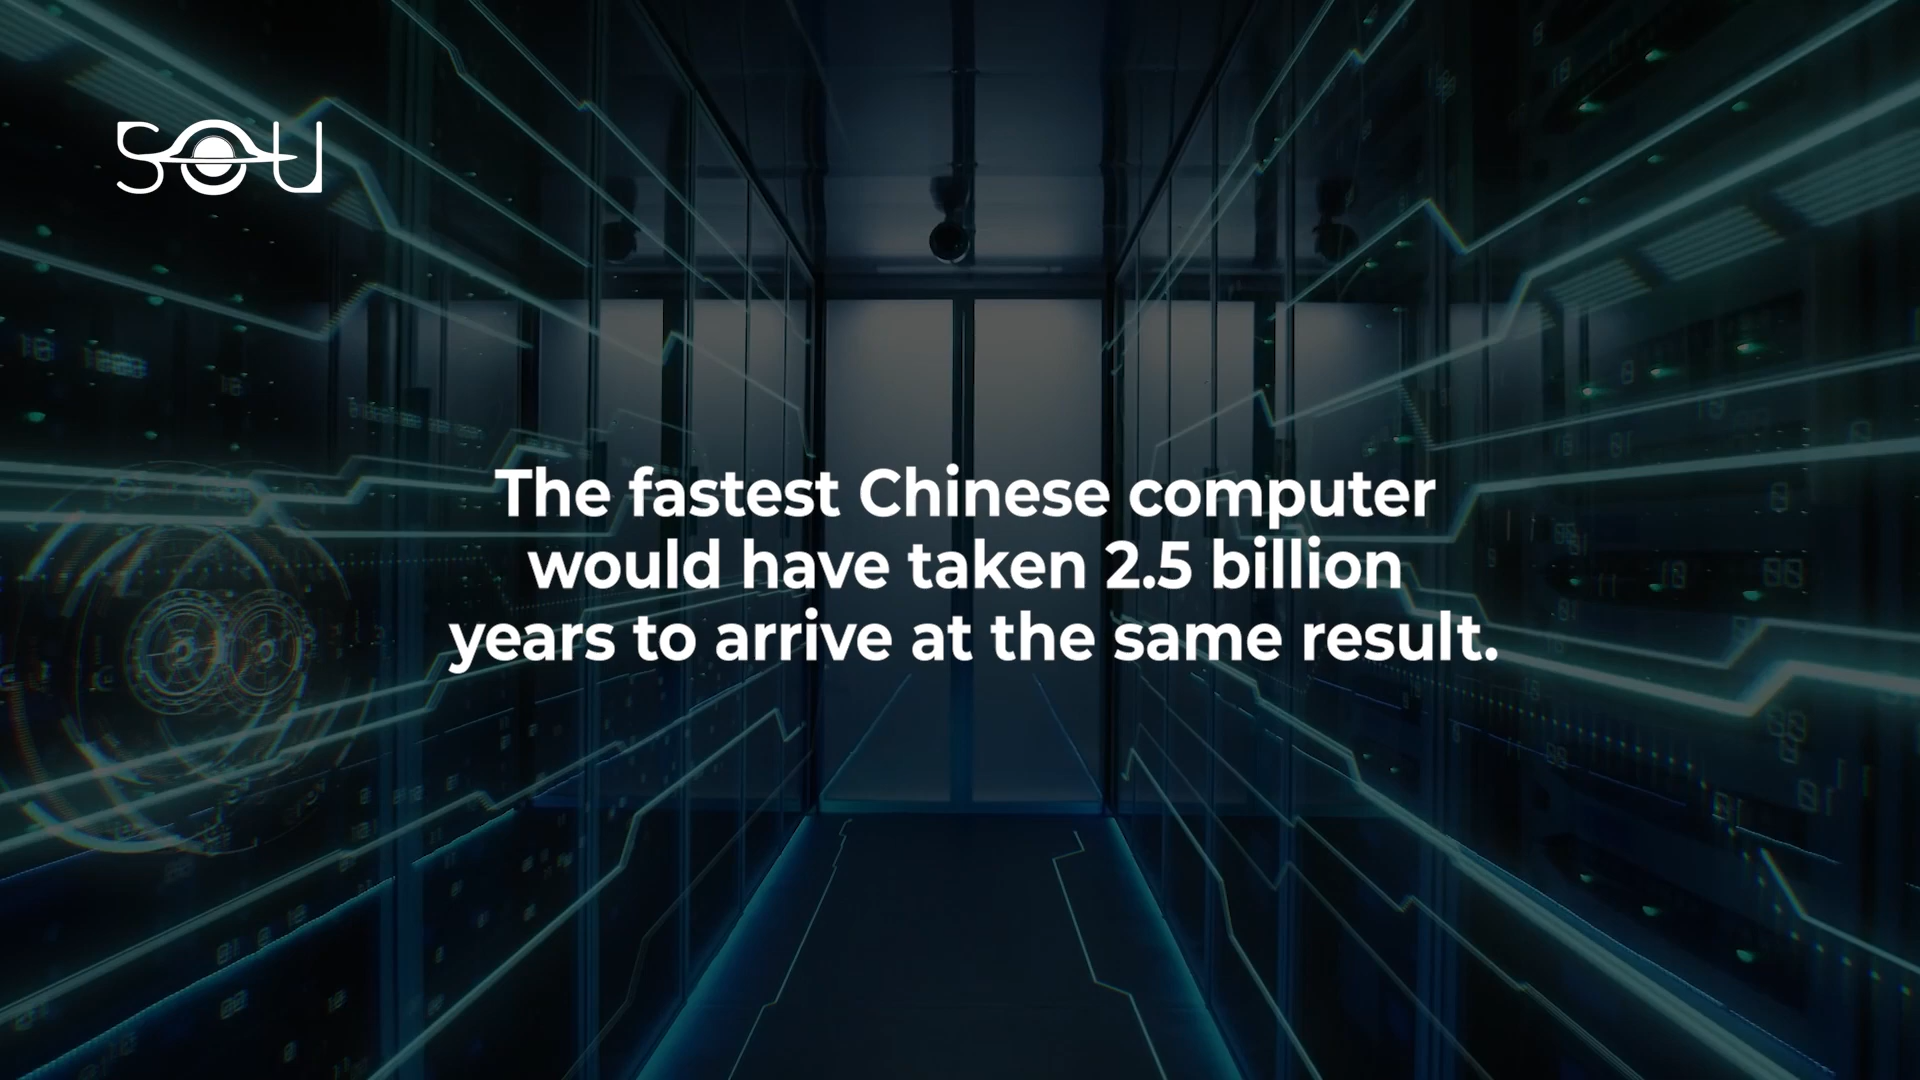 SOU
The fastest Chinese computer
would have taken 2.5 billion
years to arrive at the same result.